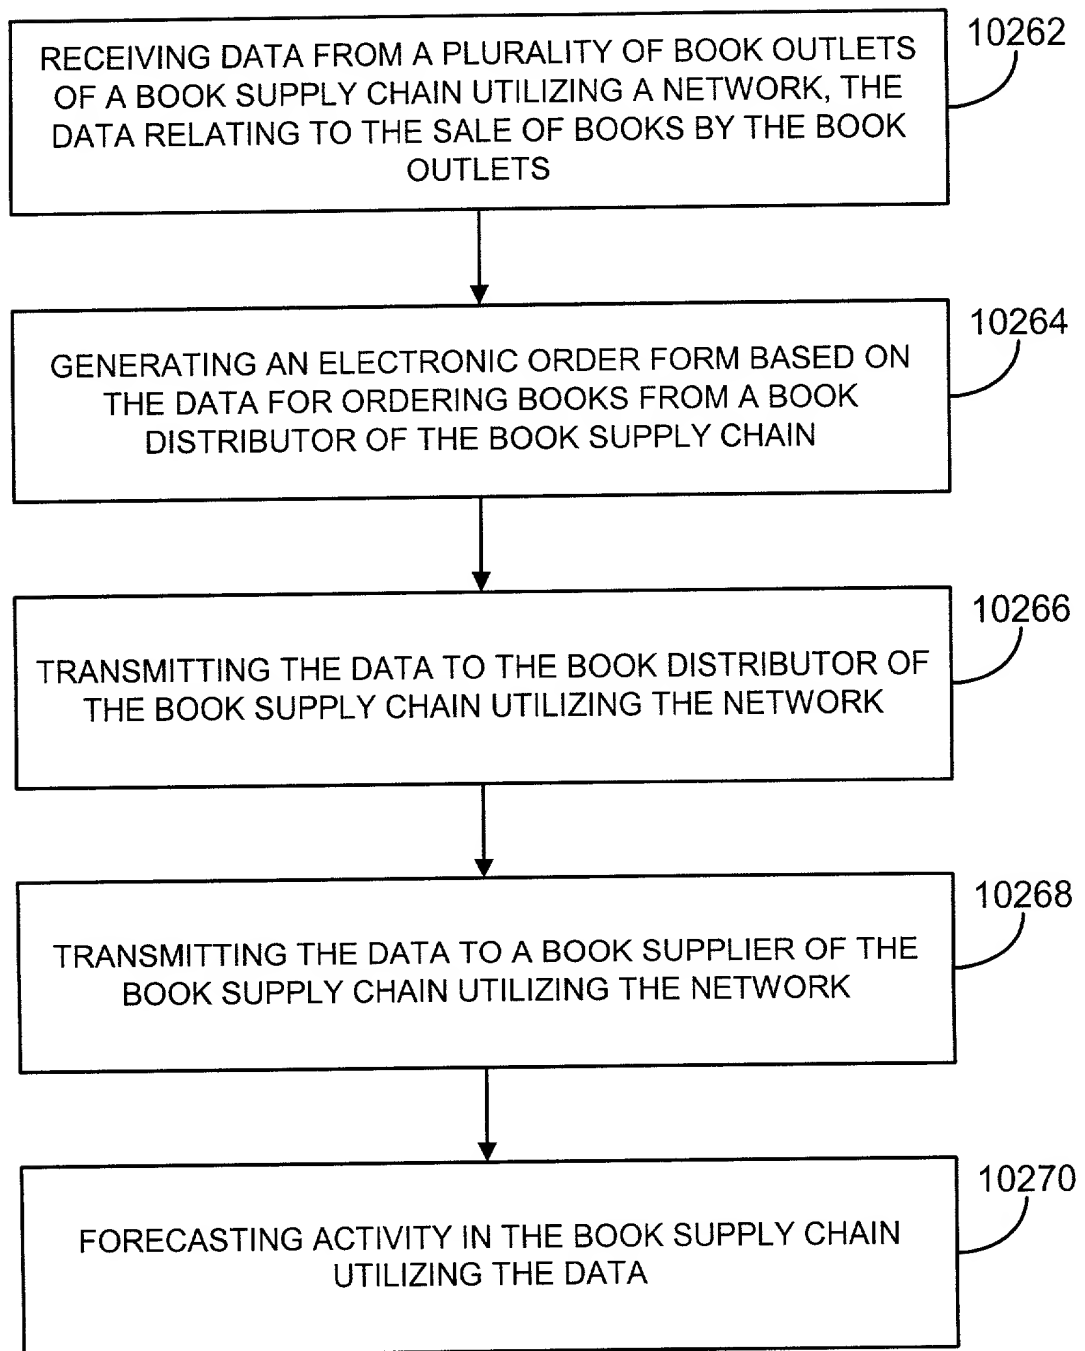 10262
RECEIVING DATA FROM A PLURALITY OF BOOK OUTLETS
OF A BOOK SUPPLY CHAIN UTILIZING A NETWORK, THE
DATA RELATING TO THE SALE OF BOOKS BY THE BOOK
OUTLETS
10264
GENERATING AN ELECTRONIC ORDER FORM BASED ON
THE DATA FOR ORDERING BOOKS FROM A BOOK
DISTRIBUTOR OF THE BOOK SUPPLY CHAIN
10266
TRANSMITTING THE DATA TO THE BOOK DISTRIBUTOR OF
THE BOOK SUPPLY CHAIN UTILIZING THE NETWORK
10268
TRANSMITTING THE DATA TO A BOOK SUPPLIER OF THE
BOOK SUPPLY CHAIN UTILIZING THE NETWORK
10270
FORECASTING ACTIVITY IN THE BOOK SUPPLY CHAIN
UTILIZING THE DATA